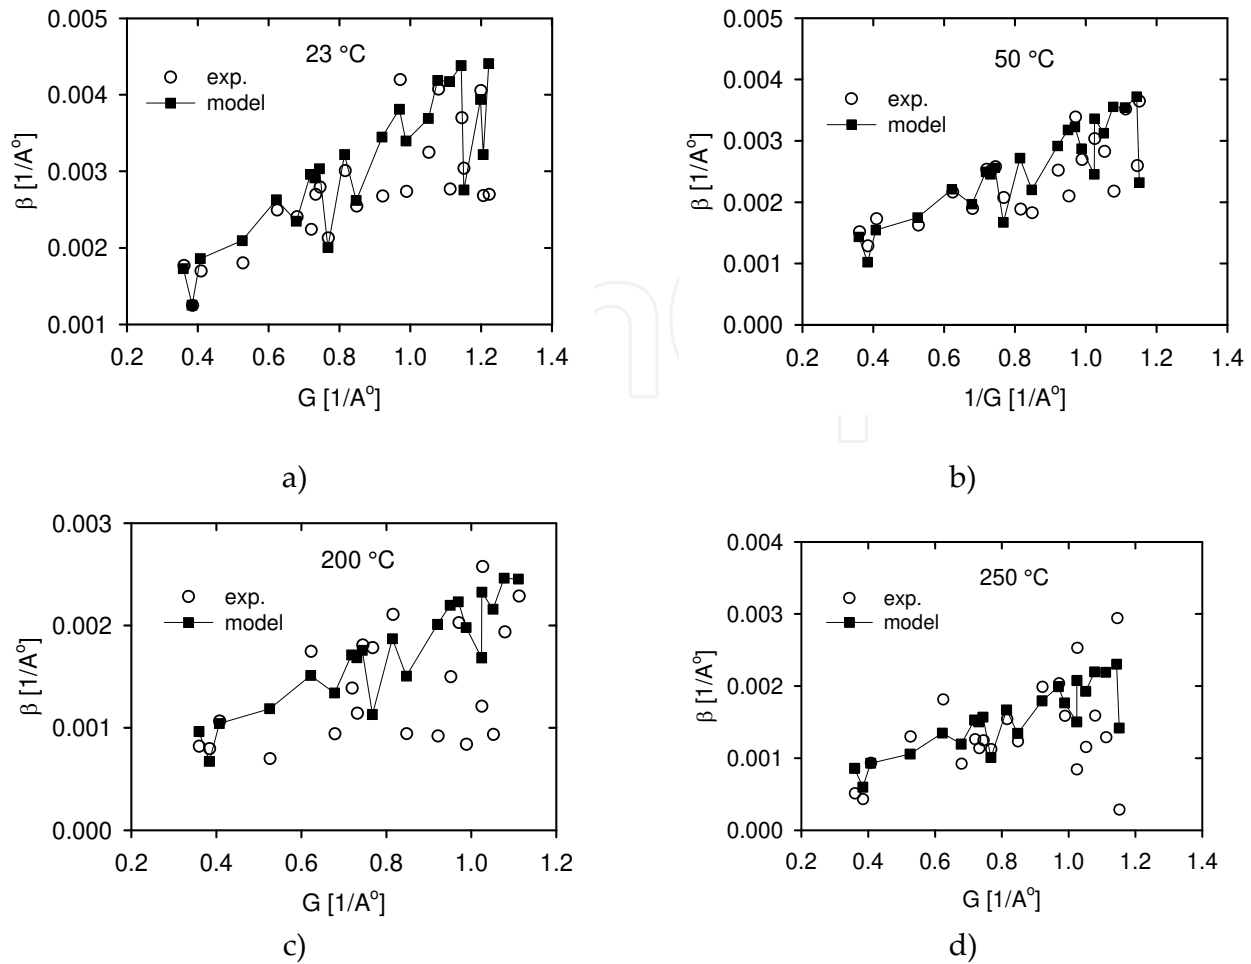 0.005
0.004
0.003
0.002
0.001
β [1/A°]
23 °C
exp.
model
0.2 0.4 0.6 0.8 1.0 1.2 1.4
G [1/A°]
a)
0.005
0.004
0.003
0.002
0.001
0.000
β [1/A°]
50 °C
exp.
model
0.2 0.4 0.6 0.8 1.0 1.2 1.4
1/G [1/A°]
b)
0.003
0.002
0.001
0.000
β [1/A°]
200 °C
exp.
model
0.2 0.4 0.6 0.8 1.0 1.2
G [1/A°]
c)
0.004
0.003
0.002
0.001
0.000
β [1/A°]
250 °C
exp.
model
0.2 0.4 0.6 0.8 1.0 1.2 1.4
G [1/A°]
d)